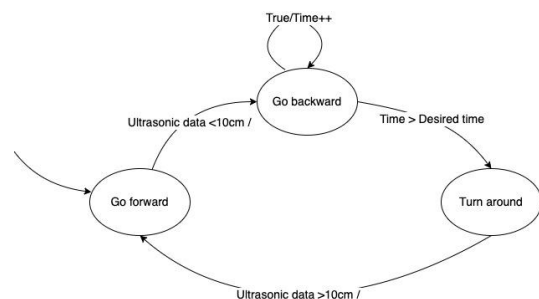 True/Time++
Go backward
Ultrasonic data <10cm /
Time > Desired time
Go forward
Turn around
Ultrasonic data >10cm /